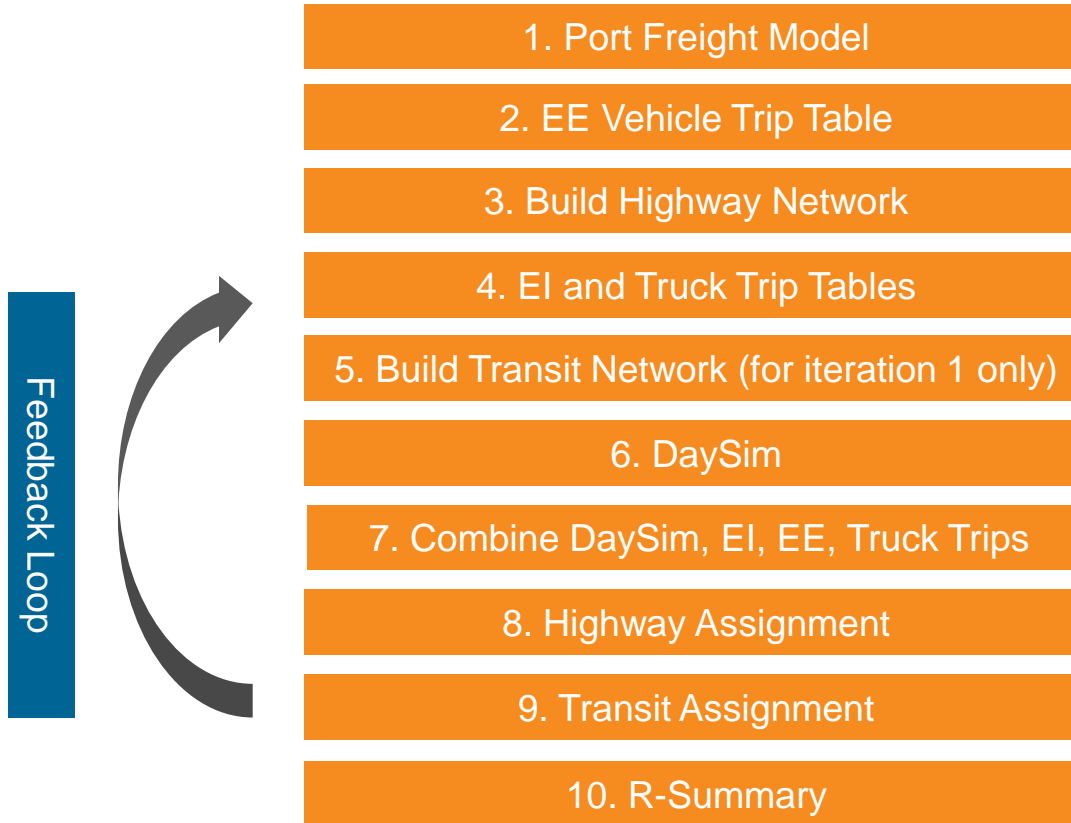 1. Port Freight Model
2. EE Vehicle Trip Table
3. Build Highway Network
4. EI and Truck Trip Tables
5. Build Transit Network (for iteration 1 only)
6. DaySim
7. Combine DaySim, EI, EE, Truck Trips
8. Highway Assignment
9. Transit Assignment
10. R-Summary
Feedback Loop